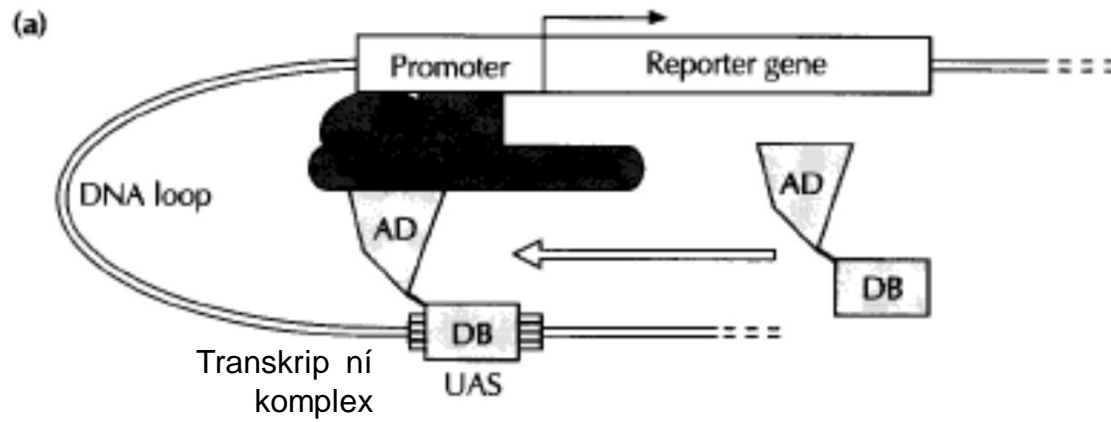 (a)
Promoter
Reporter gene
DNA loop
AD
AD
DB
DB
UAS
Transkrip ní
komplex